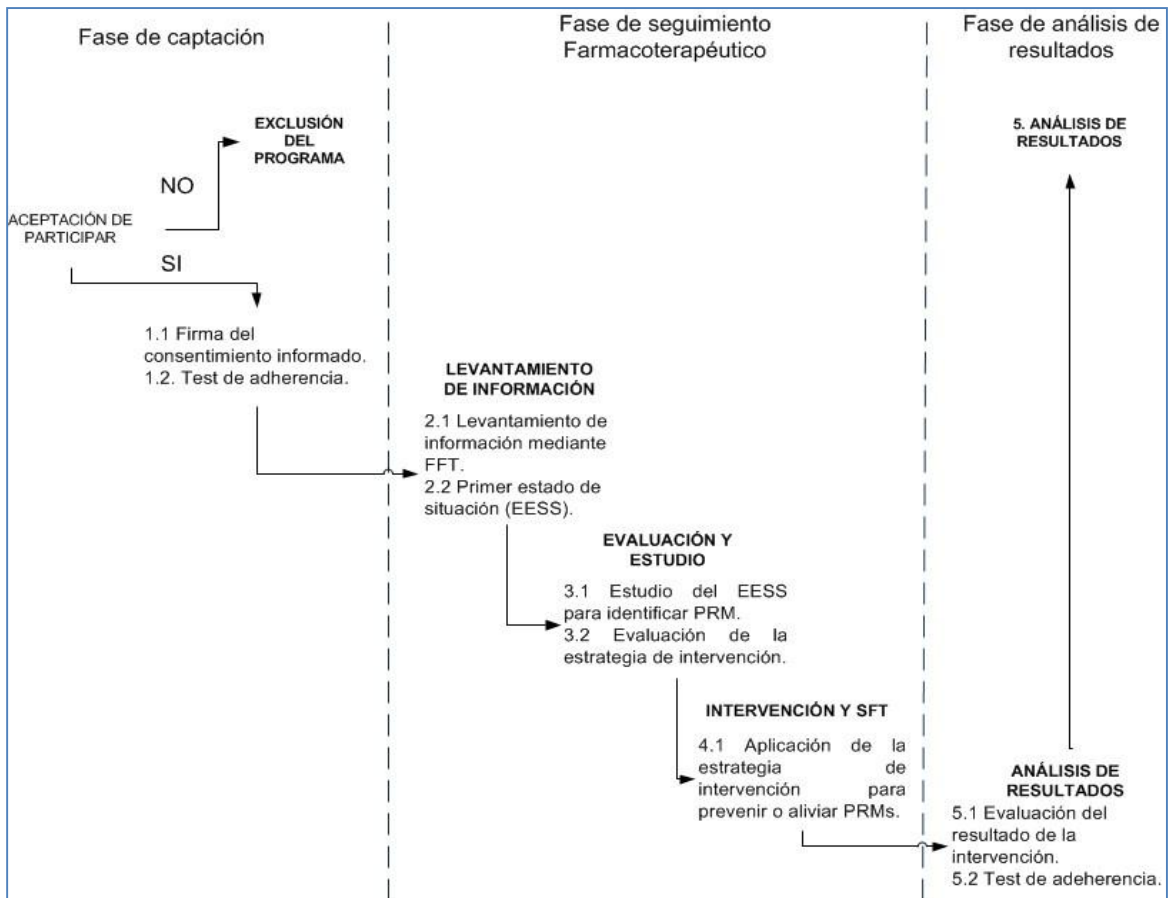 Fase de captación
Fase de seguimiento
Farmacoterapéutico
Fase de análisis de
resultados
EXCLUSIÓN
DEL
PROGRAMA
NO
ACEPTACIÓN DE
PARTICIPAR
SI
1.1 Firma del
consentimiento informado.
1.2. Test de adherencia.
LEVANTAMIENTO
DE INFORMACIÓN
2.1 Levantamiento de
información mediante
FFT.
2.2 Primer estado de
situación (EESS).
EVALUACIÓN Y
ESTUDIO
3.1 Estudio del EESS
para identificar PRM.
3.2 Evaluación de la
estrategia de intervención.
INTERVENCIÓN Y SFT
4.1 Aplicación de la
estrategia de
intervención para
prevenir o aliviar PRMs.
5. ANÁLISIS DE
RESULTADOS
ANÁLISIS DE
RESULTADOS
5.1 Evaluación del
resultado de la
intervención.
5.2 Test de adeherencia.